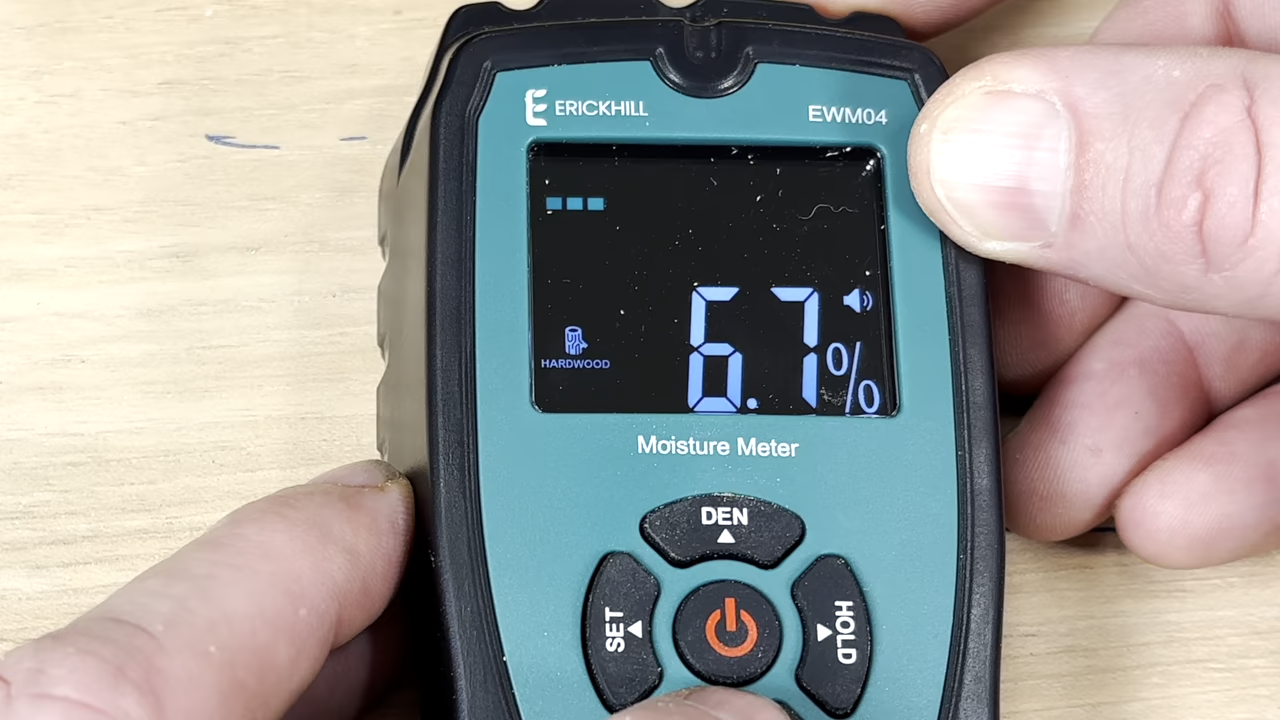 ERICKHILL
EWM04
HARDWOOD
6.7%
Moisture Meter
DEN
SET
HOLD